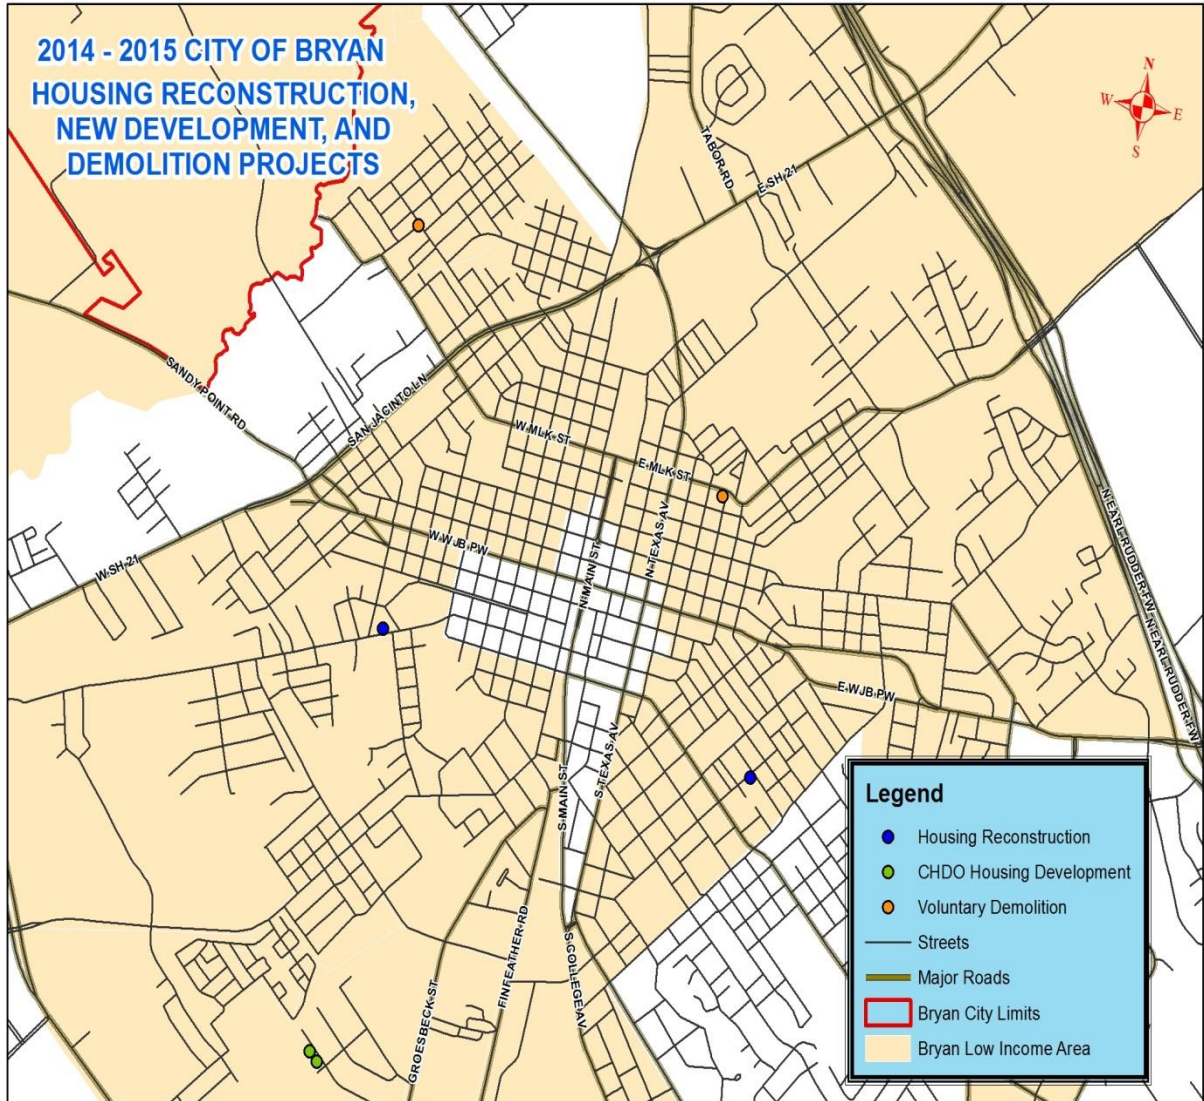 2014 - 2015 CITY OF BRYAN
HOUSING RECONSTRUCTION,
NEW DEVELOPMENT, AND
DEMOLITION PROJECTS
N
W
E
S
TABOR RD
E SH 21
SANDY POINT RD
SAN JACINTO LN
W MLK ST
E MLK ST
N TEXAS AV
N EARL RUDDER FW
N EARL RUDDER FW
W WJB PW
N MAIN ST
W SH 21
E WJB PW
S MAIN ST
S TEXAS AV
GROESBECK ST
FINFEATHER RD
S COLLEGE AV
Legend
Housing Reconstruction
CHDO Housing Development
Voluntary Demolition
Streets
Major Roads
Bryan City Limits
Bryan Low Income Area